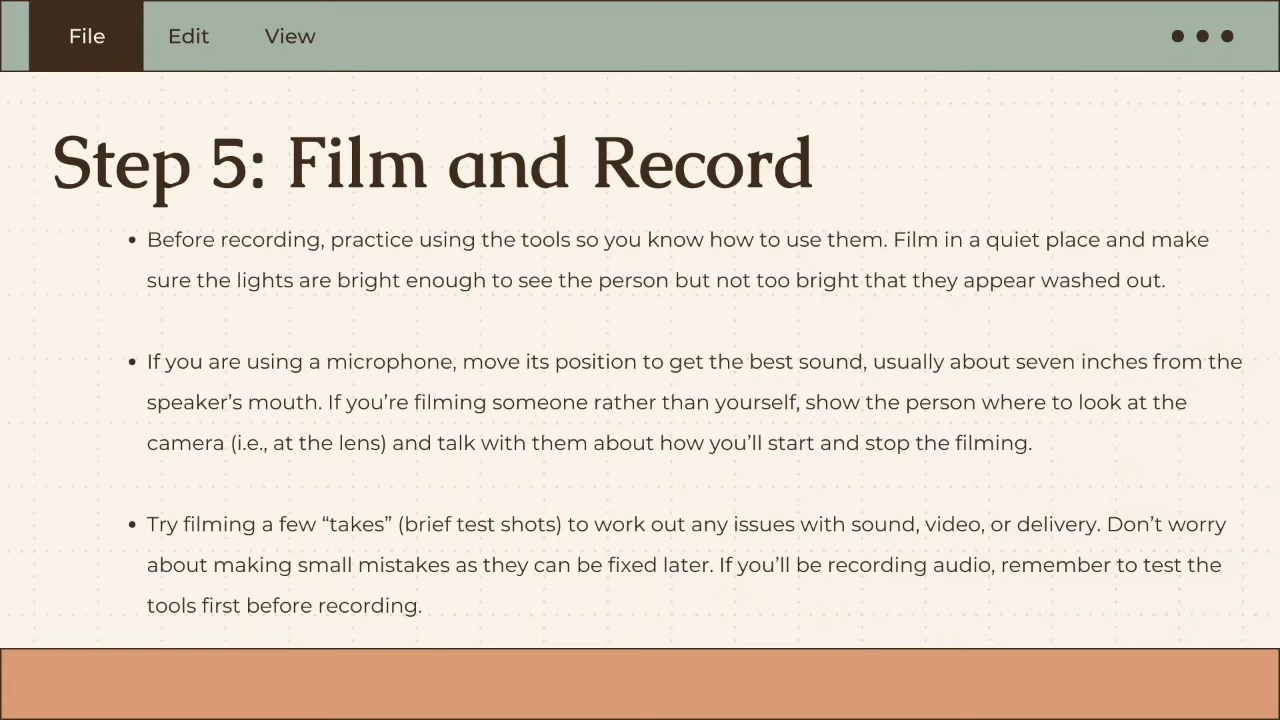 File Edit View
Step 5: Film and Record
• Before recording, practice using the tools so you know how to use them. Film in a quiet place and make
sure the lights are bright enough to see the person but not too bright that they appear washed out.
• If you are using a microphone, move its position to get the best sound, usually about seven inches from the
speaker’s mouth. If you’re filming someone rather than yourself, show the person where to look at the
camera (i.e., at the lens) and talk with them about how you’ll start and stop the filming.
• Try filming a few “takes” (brief test shots) to work out any issues with sound, video, or delivery. Don’t worry
about making small mistakes as they can be fixed later. If you’ll be recording audio, remember to test the
tools first before recording.